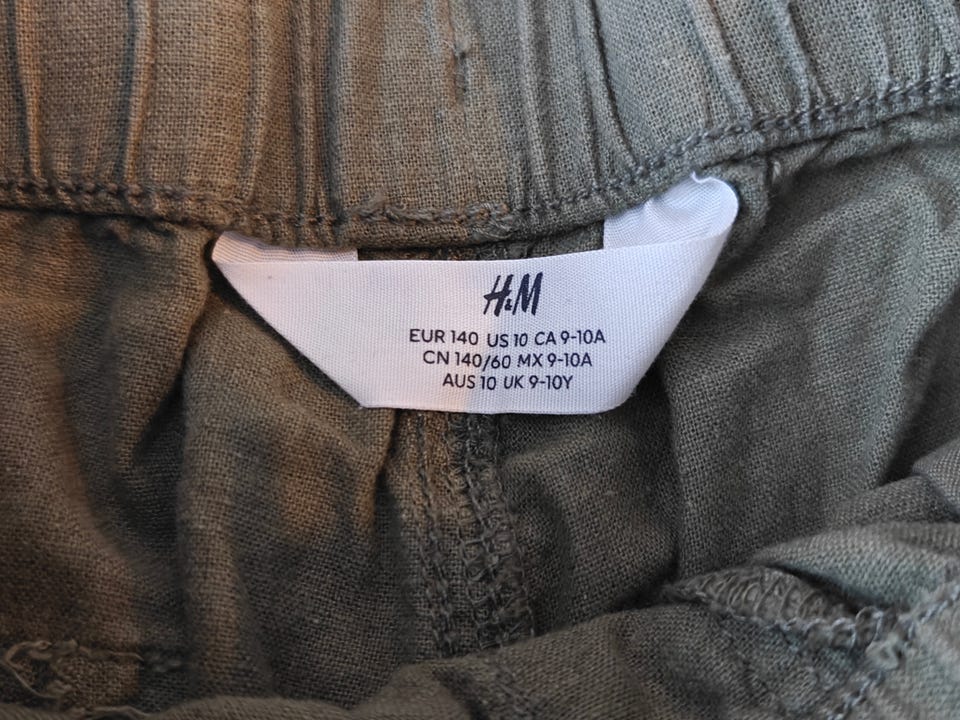 H&M
EUR 140 US 10 CA 9-10A
CN 140/60 MX 9-10A
AUS 10 UK 9-10Y